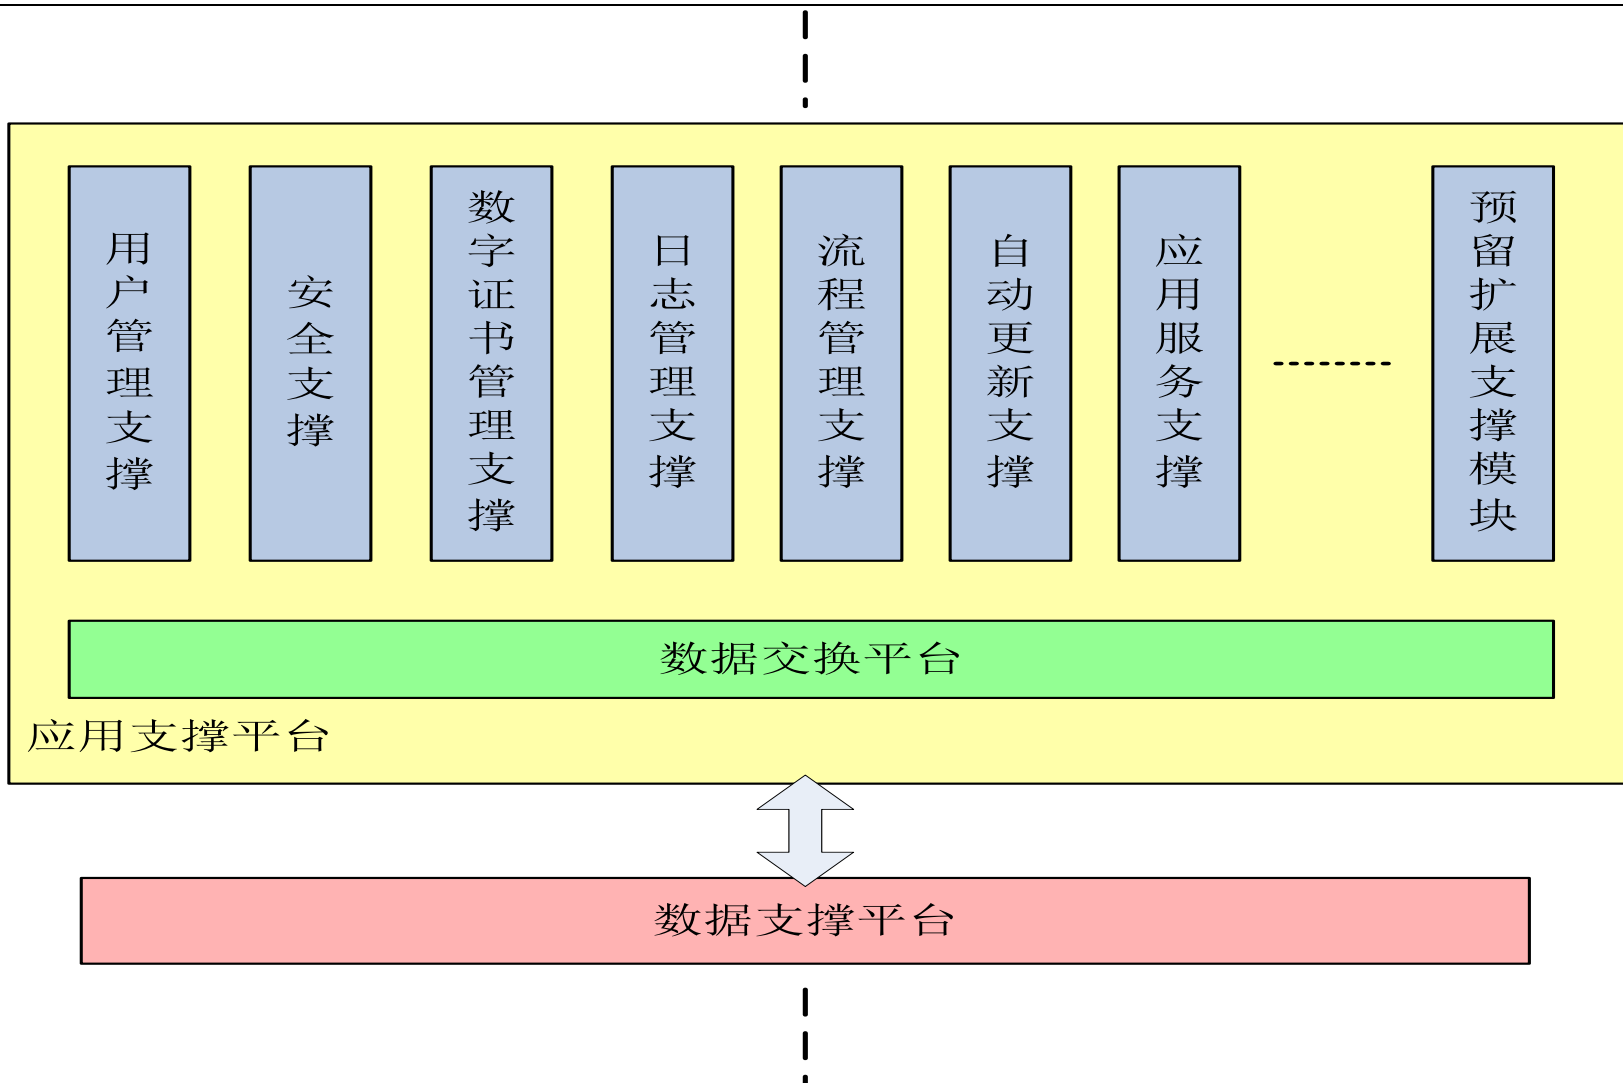 用户管理支撑
安全支撑
数字证书管理支撑
日志管理支撑
流程管理支撑
自动更新支撑
应用服务支撑
预留扩展支撑模块
数据交换平台
应用支撑平台
数据支撑平台